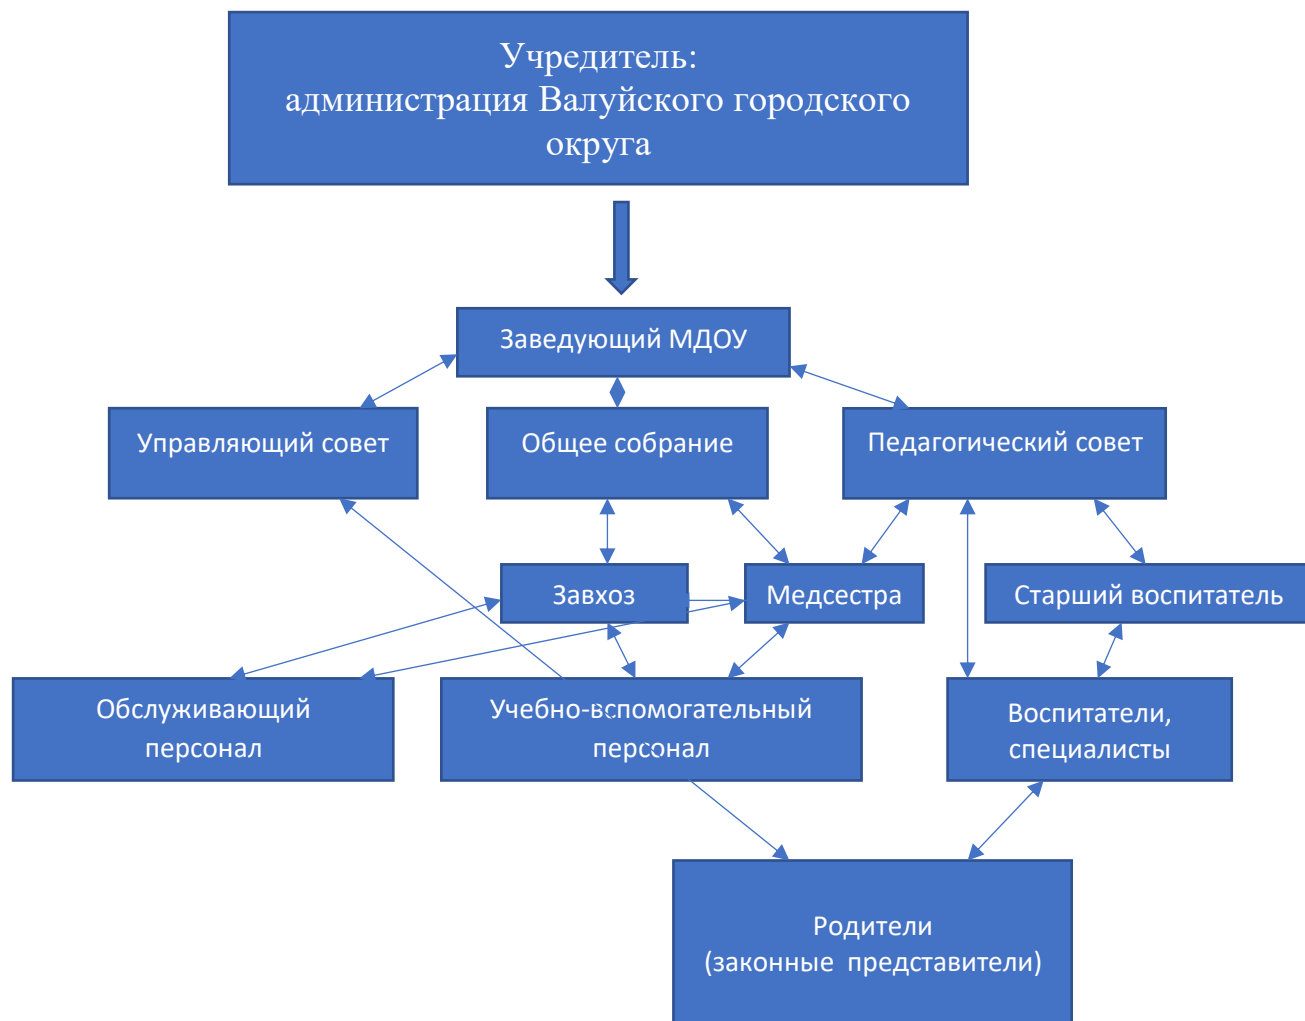 Учредитель:
администрация Валуйского городского
округа
Заведующий МДОУ
Управляющий совет
Общее собрание
Педагогический совет
Завхоз
Медсестра
Старший воспитатель
Обслуживающий
персонал
Учебно-вспомогательный
персонал
Воспитатели,
специалисты
Родители
(законные представители)